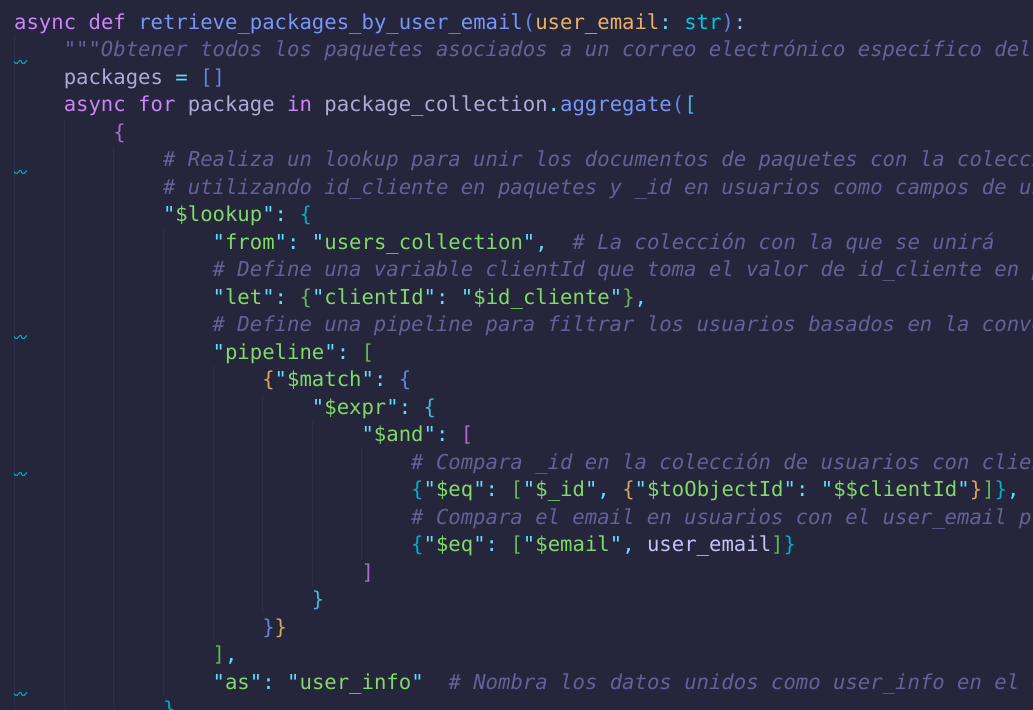 async def retrieve_packages_by_user_email(user_email: str):
    """Obtener todos los paquetes asociados a un correo electrónico específico del
    packages = []
    async for package in package_collection.aggregate([
        {
            # Realiza un lookup para unir los documentos de paquetes con la
            # utilizando id_cliente en paquetes y _id en usuarios como campos de
            "$lookup": {
                "from": "users_collection",  # La colección con la que se unirá
                # Define una variable clientId que toma el valor de id_cliente en
                "let": {"clientId": "$id_cliente"},
                # Define una pipeline para filtrar los usuarios basados en la
                "pipeline": [
                    {"$match": {
                        "$expr": {
                            "$and": [
                                # Compara _id en la colección de usuarios con
                                {"$eq": ["$_id", {"$toObjectId": "$$clientId"}]},
                                # Compara el email en usuarios con el user_email
                                {"$eq": ["$email", user_email]}
                            ]
                        }
                    }}
                ],
                "as": "user_info"  # Nombra los datos unidos como user_info en el
            }